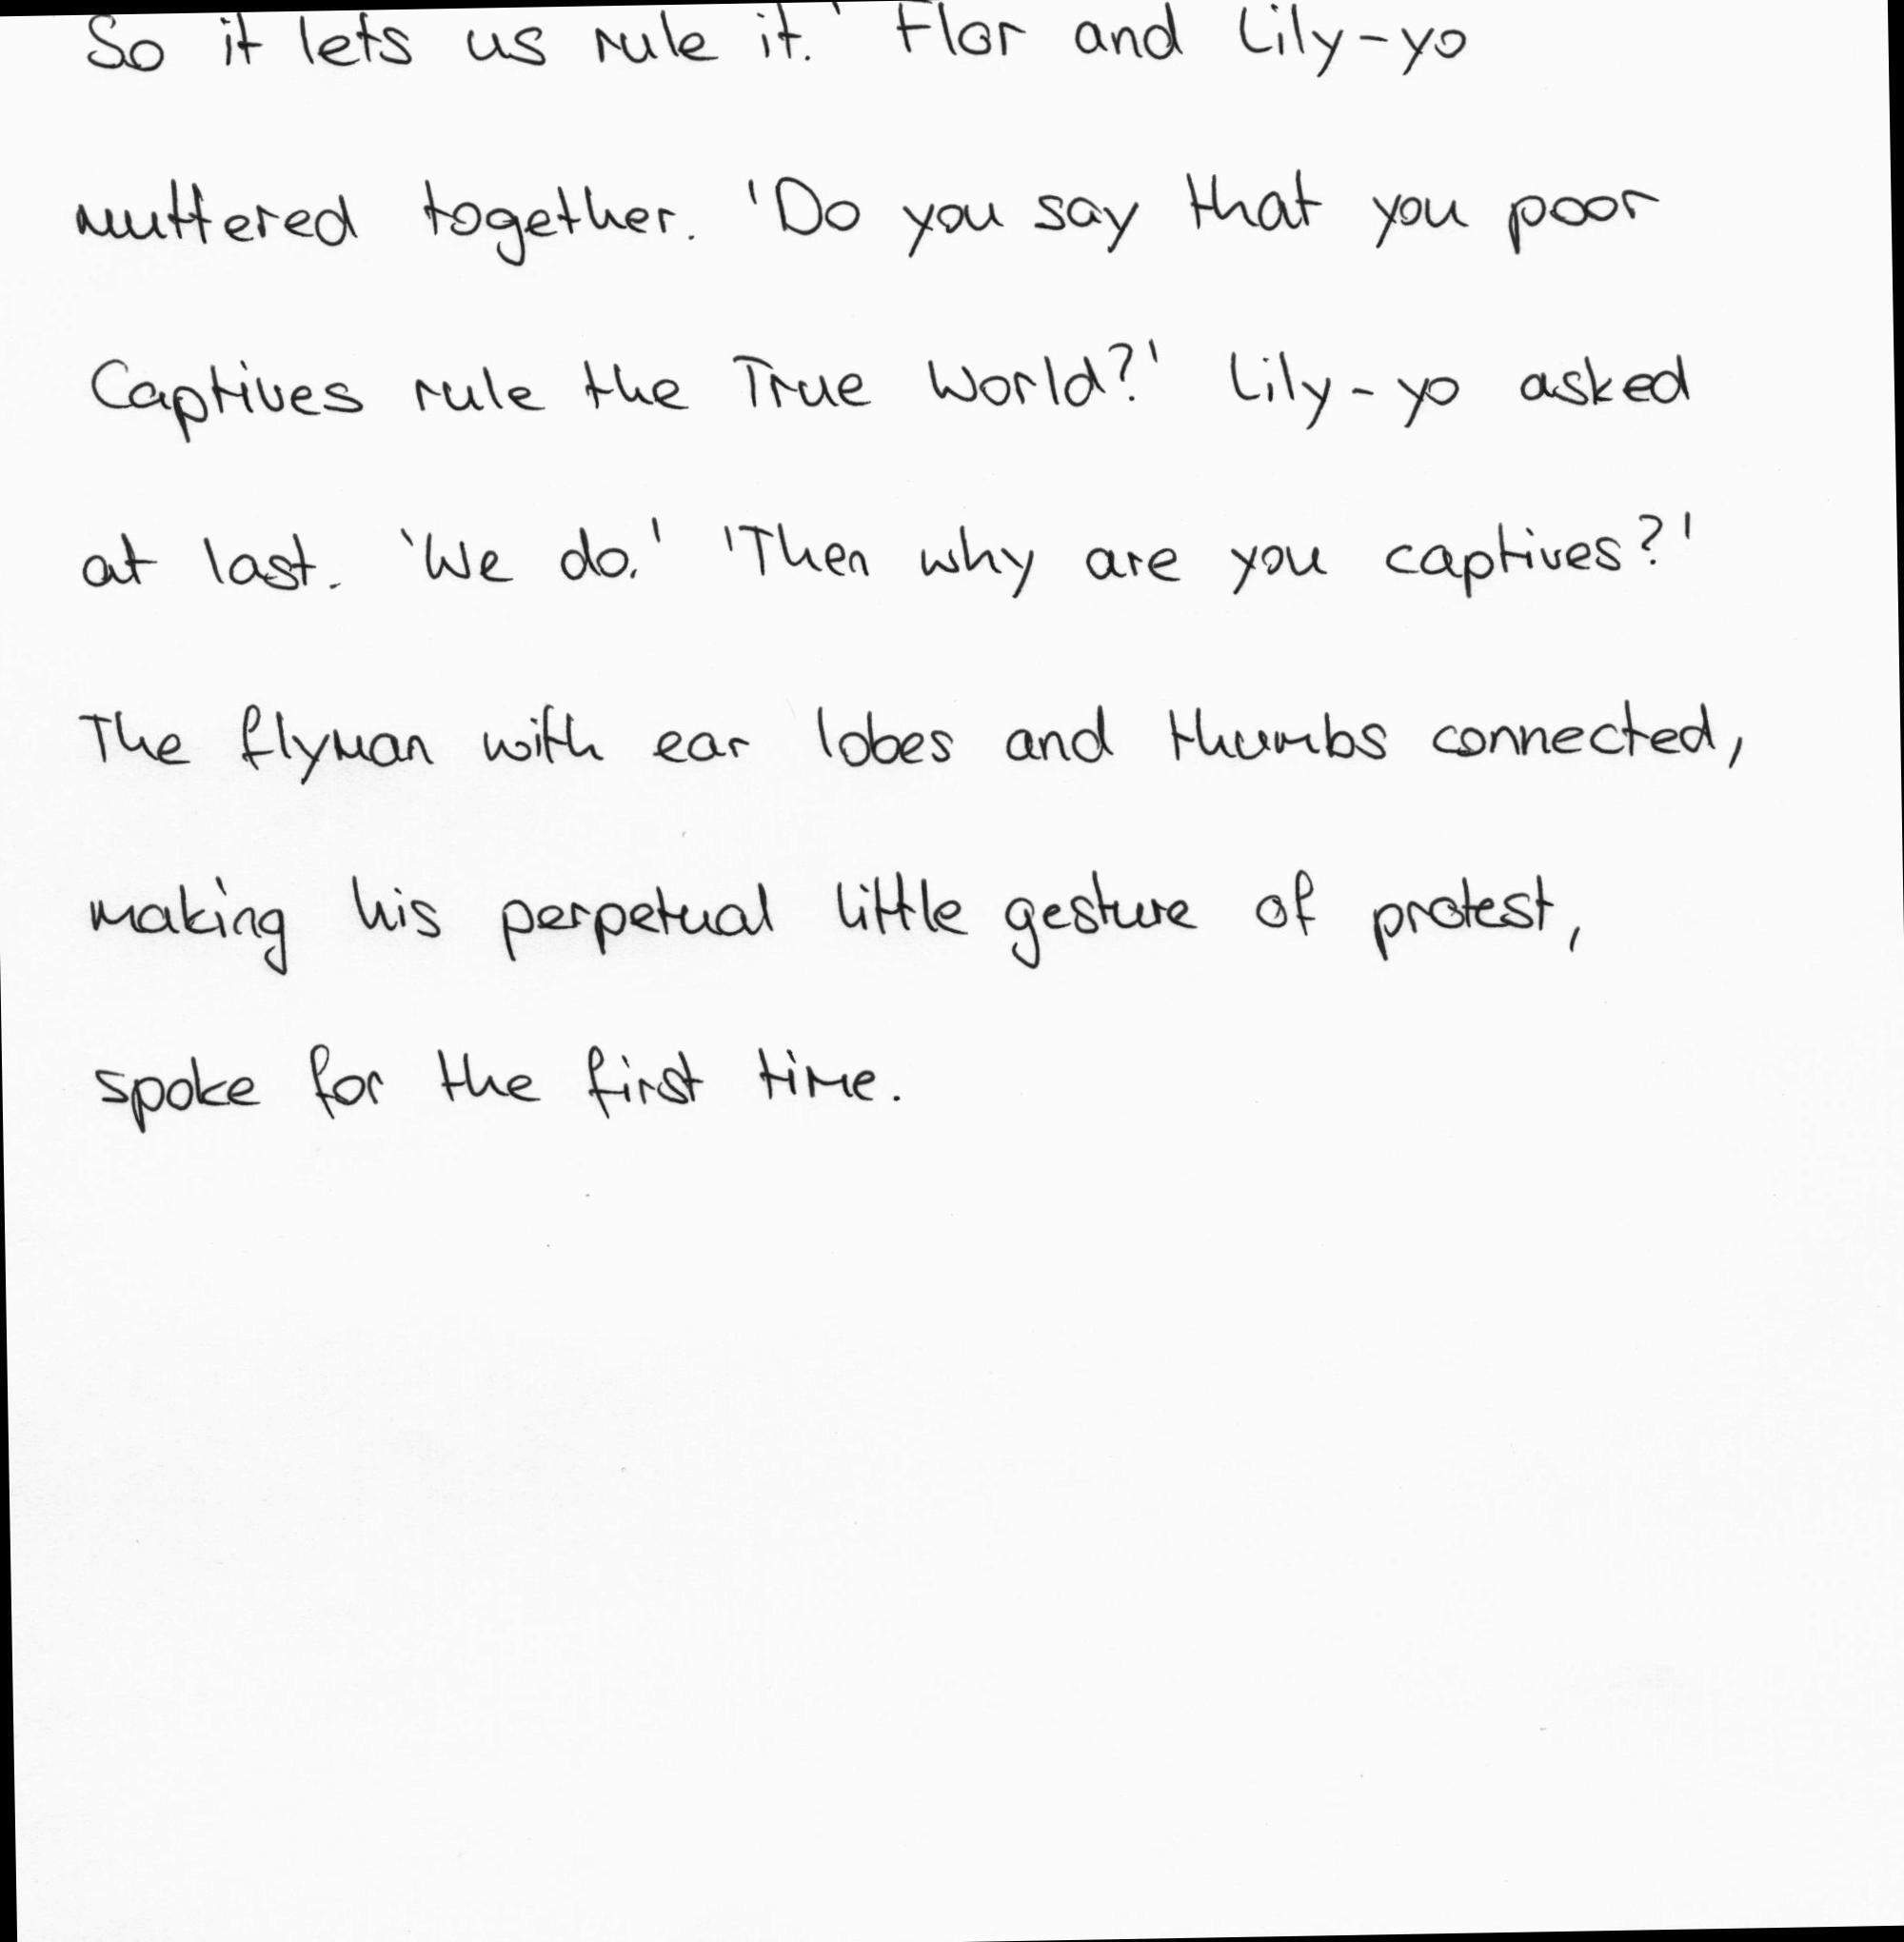 So it lets us rule it.' Flor and Lily-yo
muttered together. 'Do you say that you poor
Captives rule the True World?' Lily-yo asked
at last. 'We do.' 'Then why are you captives?'
The flyman with ear lobes and thumbs connected,
making his perpetual little gesture of protest,
spoke for the first time.